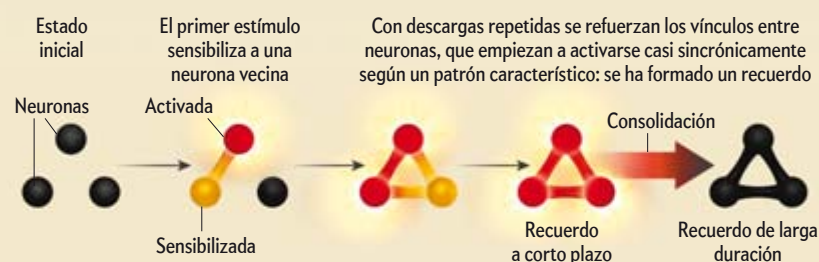 Estado
inicial
El primer estímulo
sensibiliza a una
neurona vecina
Con descargas repetidas se refuerzan los vínculos entre
neuronas, que empiezan a activarse casi sincrónicamente
según un patrón característico: se ha formado un recuerdo
Neuronas
Activada
Consolidación
Sensibilizada
Recuerdo
a corto plazo
Recuerdo de larga
duración